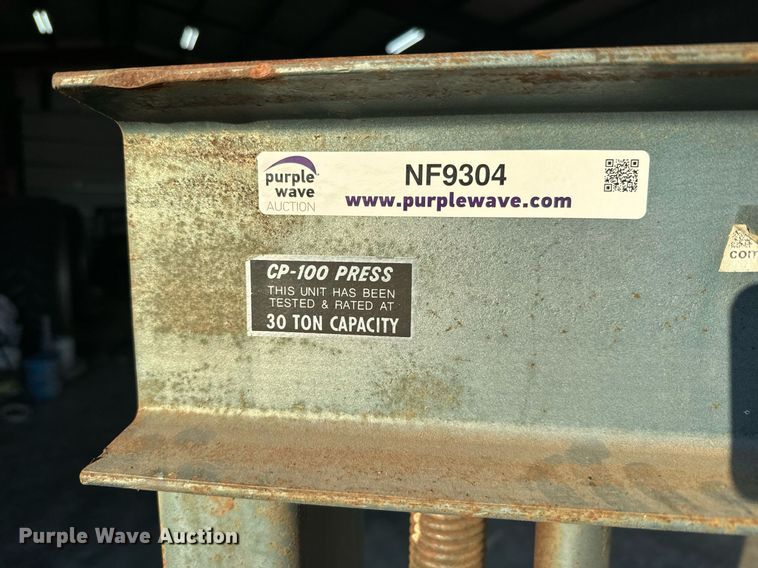 purple
wave
AUCTION
NF9304
www.purplewave.com
com
CP-100 PRESS
THIS UNIT HAS BEEN
TESTED & RATED AT
30 TON CAPACITY
Purple Wave Auction®